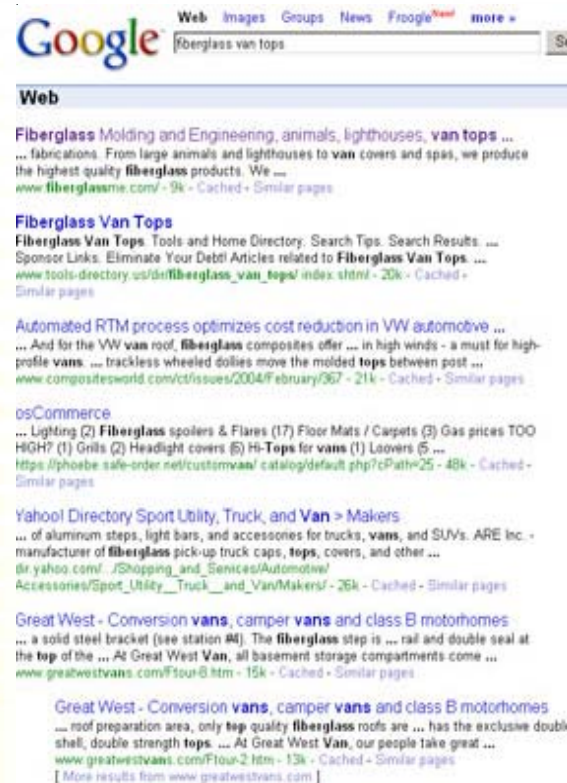 Web Images Groups News Froogle New! more »
Google
fiberglass van tops
Se
Web
Fiberglass Molding and Engineering, animals, lighthouses, van tops ...
... fabrications. From large animals and lighthouses to van covers and spas, we produce
the highest quality fiberglass products. We ...
www.fiberglassme.com/ - 9k - Cached - Similar pages
Fiberglass Van Tops
Fiberglass Van Tops. Tools and Home Directory. Search Tips. Search Results. ...
Sponsor Links. Eliminate Your Debt! Articles related to Fiberglass Van Tops. ...
www.tools-directory.us/dir/fiberglass_van_tops/ index.shtml - 20k - Cached -
Similar pages
Automated RTM process optimizes cost reduction in VW automotive ...
... And for the VW van roof, fiberglass composites offer ... in high winds - a must for high-
profile vans. ... trackless wheeled dollies move the molded tops between post ...
www.compositesworld.com/ct/issues/2004/February/367 - 21k - Cached - Similar pages
osCommerce
... Lighting (2) Fiberglass spoilers & Flares (17) Floor Mats / Carpets (3) Gas prices TOO
HIGH? (1) Grills (2) Headlight covers (6) Hi-Tops for vans (1) Loovers (5 ...
https://phoebe.safe-order.net/customvan/ catalog/default.php?cPath=25 - 48k - Cached -
Similar pages
Yahoo! Directory Sport Utility, Truck, and Van > Makers
... of aluminum steps, light bars, and accessories for trucks, vans, and SUVs. ARE Inc. -
manufacturer of fiberglass pick-up truck caps, tops, covers, and other ...
dir.yahoo.com/.../Shopping_and_Services/Automotive/
Accessories/Sport_Utility__Truck__and_Van/Makers/ - 26k - Cached - Similar pages
Great West - Conversion vans, camper vans and class B motorhomes
... a solid steel bracket (see station #4). The fiberglass step is ... rail and double seal at
the top of the ... At Great West Van, all basement storage compartments come ...
www.greatwestvans.com/Ftour-8.htm - 15k - Cached - Similar pages
Great West - Conversion vans, camper vans and class B motorhomes
... roof preparation area, only top quality fiberglass roofs are ... has the exclusive double
shell, double strength tops. ... At Great West Van, our people take great ...
www.greatwestvans.com/Ftour-2.htm - 13k - Cached - Similar pages
[ More results from www.greatwestvans.com ]